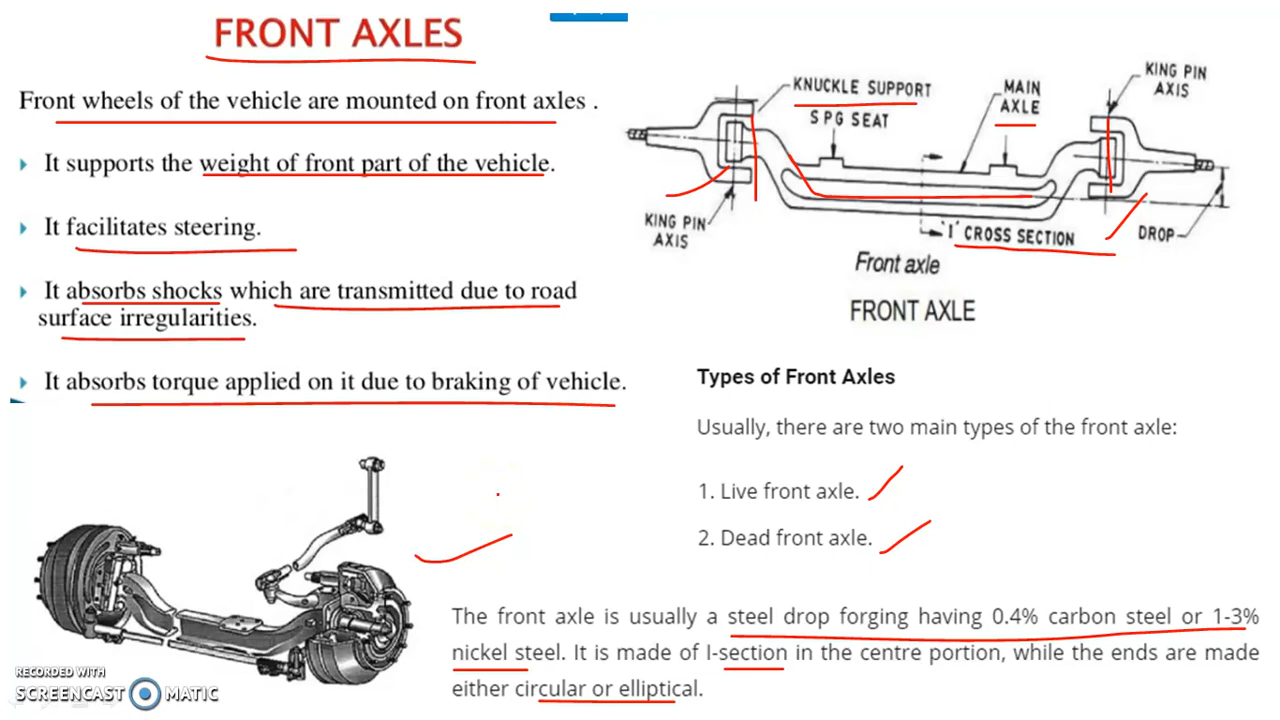 FRONT AXLES
Front wheels of the vehicle are mounted on front axles .
It supports the weight of front part of the vehicle.
It facilitates steering.
It absorbs shocks which are transmitted due to road
surface irregularities.
It absorbs torque applied on it due to braking of vehicle.
KNUCKLE SUPPORT
SPG SEAT
MAIN
AXLE
KING PIN
AXIS
KING PIN
AXIS
'I' CROSS SECTION
DROP
Front axle
FRONT AXLE
Types of Front Axles
Usually, there are two main types of the front axle:
1. Live front axle.
2. Dead front axle.
The front axle is usually a steel drop forging having 0.4% carbon steel or 1-3%
nickel steel. It is made of I-section in the centre portion, while the ends are made
either circular or elliptical.
RECORDED WITH
SCREENCAST MATIC